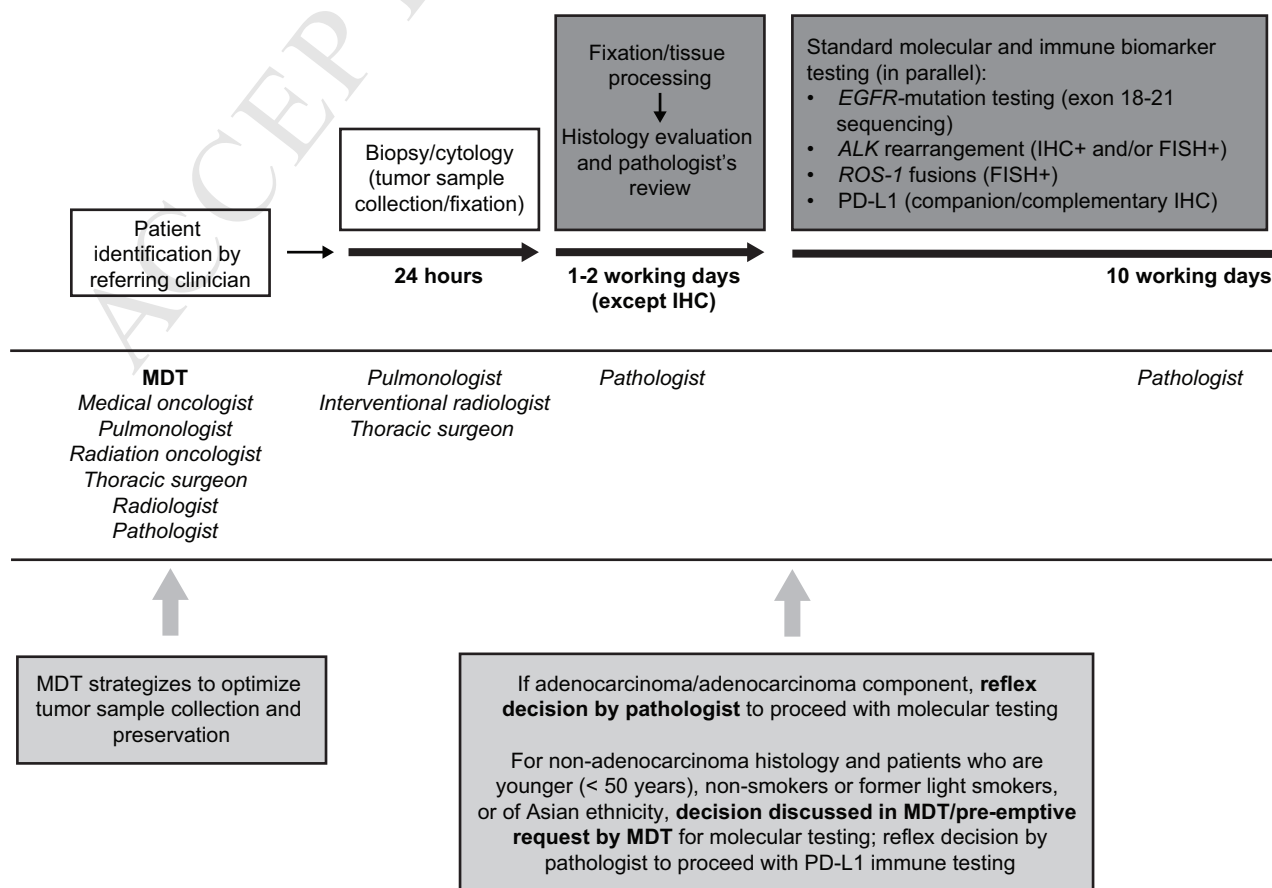 ACCEP
Patient
identification by
referring clinician
Biopsy/cytology
(tumor sample
collection/fixation)
24 hours
Fixation/tissue
processing
Histology evaluation
and pathologist's
review
1-2 working days
(except IHC)
Standard molecular and immune biomarker
testing (in parallel):
• EGFR-mutation testing (exon 18-21
sequencing)
• ALK rearrangement (IHC+ and/or FISH+)
• ROS-1 fusions (FISH+)
• PD-L1 (companion/complementary IHC)
10 working days
MDT
Medical oncologist
Pulmonologist
Radiation oncologist
Thoracic surgeon
Radiologist
Pathologist
Pulmonologist
Interventional radiologist
Thoracic surgeon
Pathologist
Pathologist
MDT strategizes to optimize
tumor sample collection and
preservation
If adenocarcinoma/adenocarcinoma component, reflex
decision by pathologist to proceed with molecular testing
For non-adenocarcinoma histology and patients who are
younger (< 50 years), non-smokers or former light smokers,
or of Asian ethnicity, decision discussed in MDT/pre-emptive
request by MDT for molecular testing; reflex decision by
pathologist to proceed with PD-L1 immune testing